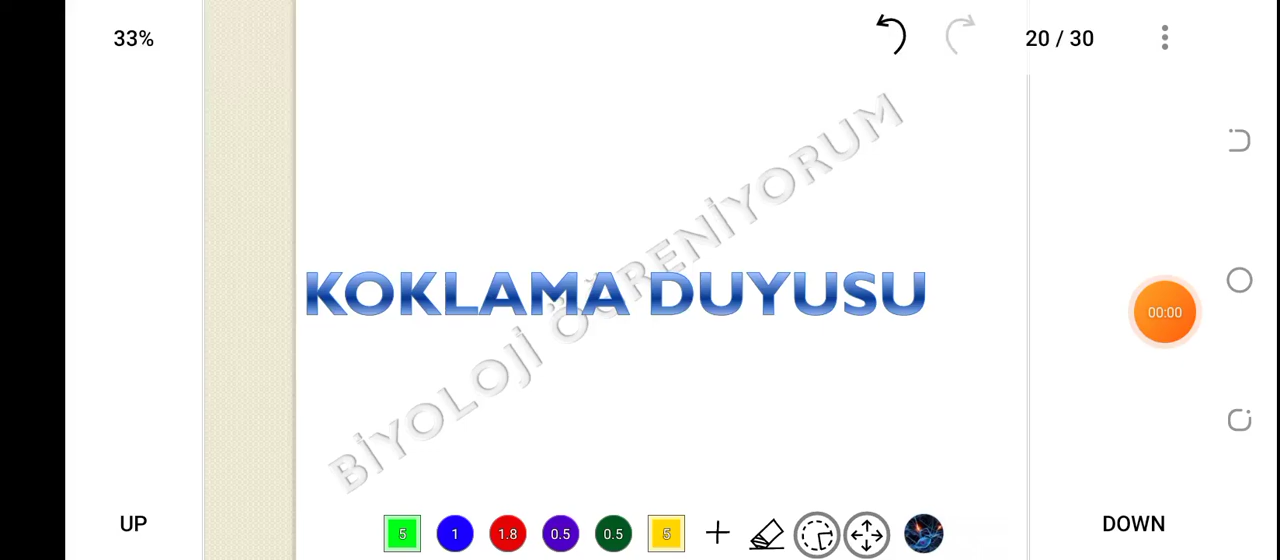 33%
20 / 30
BİYOLOJİ ÖĞRENİYORUM
KOKLAMA DUYUSU
00:00
UP
5 1 1.8 0.5 0.5 5
DOWN